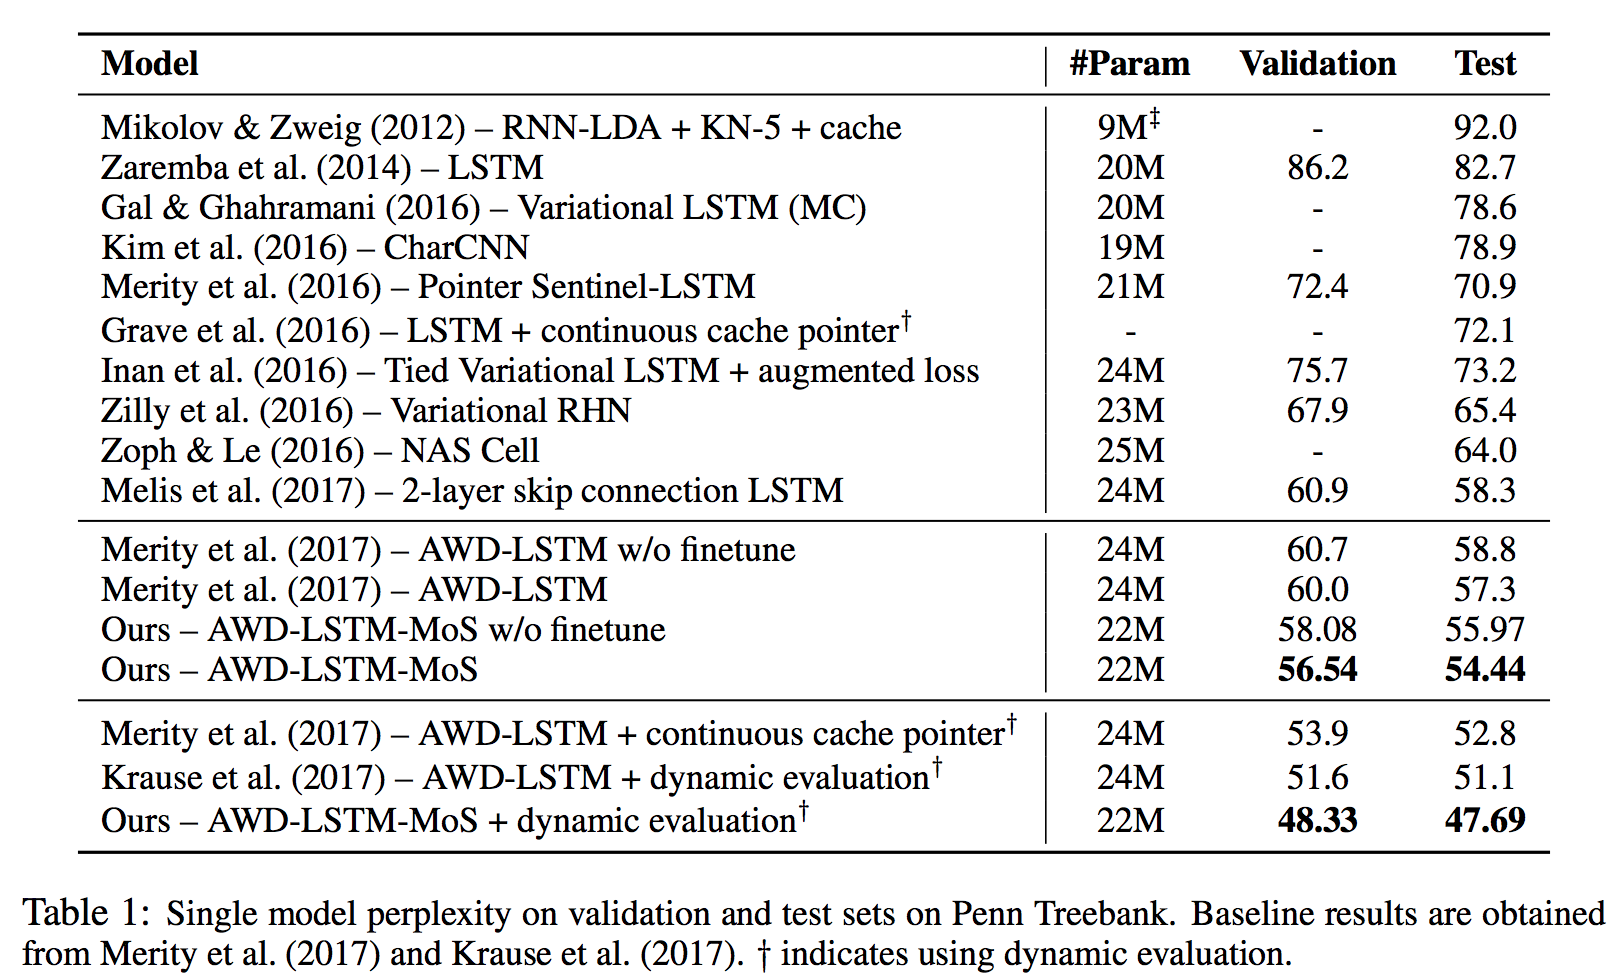 Model #Param Validation Test
Mikolov & Zweig (2012) – RNN-LDA + KN-5 + cache 9M‡ - 92.0
Zaremba et al. (2014) – LSTM 20M 86.2 82.7
Gal & Ghahramani (2016) – Variational LSTM (MC) 20M - 78.6
Kim et al. (2016) – CharCNN 19M - 78.9
Merity et al. (2016) – Pointer Sentinel-LSTM 21M 72.4 70.9
Grave et al. (2016) – LSTM + continuous cache pointer† - - 72.1
Inan et al. (2016) – Tied Variational LSTM + augmented loss 24M 75.7 73.2
Zilly et al. (2016) – Variational RHN 23M 67.9 65.4
Zoph & Le (2016) – NAS Cell 25M - 64.0
Melis et al. (2017) – 2-layer skip connection LSTM 24M 60.9 58.3
Merity et al. (2017) – AWD-LSTM w/o finetune 24M 60.7 58.8
Merity et al. (2017) – AWD-LSTM 24M 60.0 57.3
Ours – AWD-LSTM-MoS w/o finetune 22M 58.08 55.97
Ours – AWD-LSTM-MoS 22M 56.54 54.44
Merity et al. (2017) – AWD-LSTM + continuous cache pointer† 24M 53.9 52.8
Krause et al. (2017) – AWD-LSTM + dynamic evaluation† 24M 51.6 51.1
Ours – AWD-LSTM-MoS + dynamic evaluation† 22M 48.33 47.69
Table 1: Single model perplexity on validation and test sets on Penn Treebank. Baseline results are obtained
from Merity et al. (2017) and Krause et al. (2017). † indicates using dynamic evaluation.